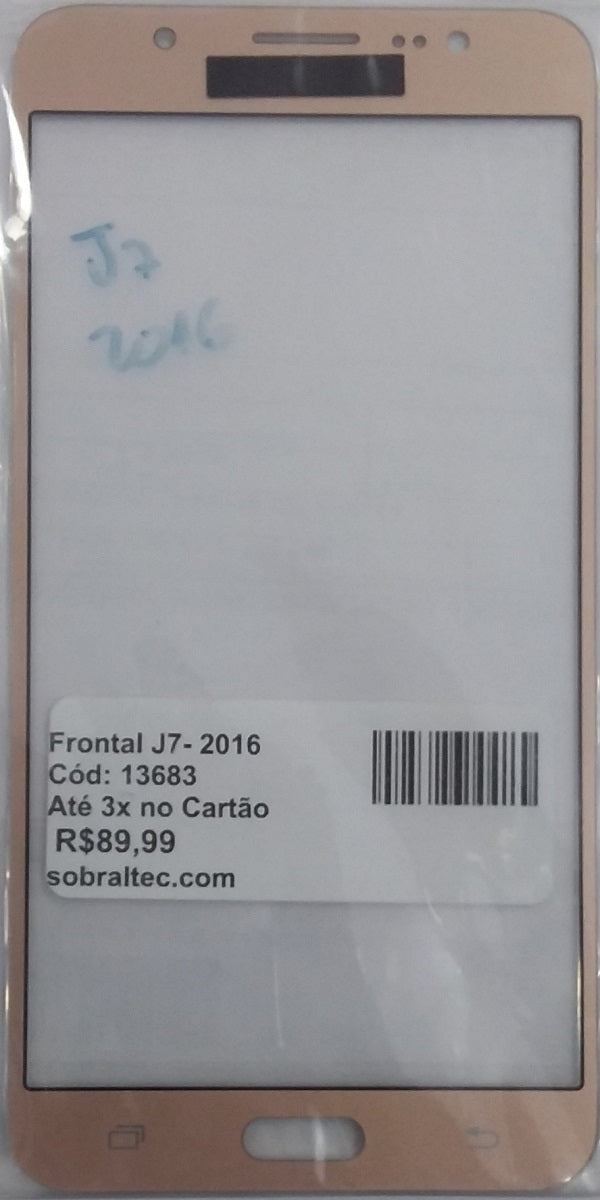 J7
2016
Frontal J7- 2016
Cód: 13683
Até 3x no Cartão
R$89,99
sobraltec.com